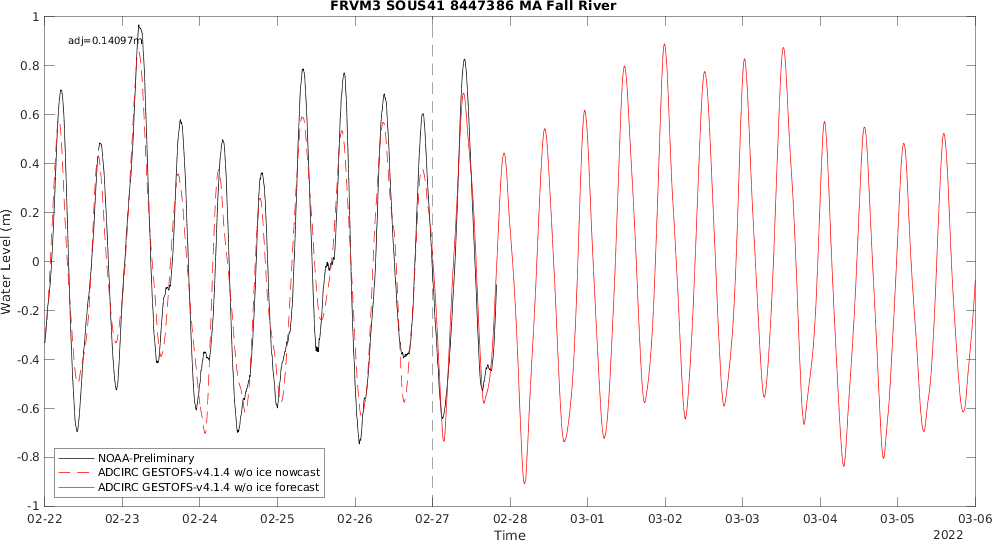 FRVM3 SOUS41 8447386 MA Fall River
adj=0.14097m
Water Level (m)
1
0.8
0.6
0.4
0.2
0
-0.2
-0.4
-0.6
-0.8
-1
NOAA-Preliminary
ADCIRC GESTOFS-v4.1.4 w/o ice nowcast
ADCIRC GESTOFS-v4.1.4 w/o ice forecast
02-22 02-23 02-24 02-25 02-26 02-27 02-28 03-01 03-02 03-03 03-04 03-05 03-06
Time
2022